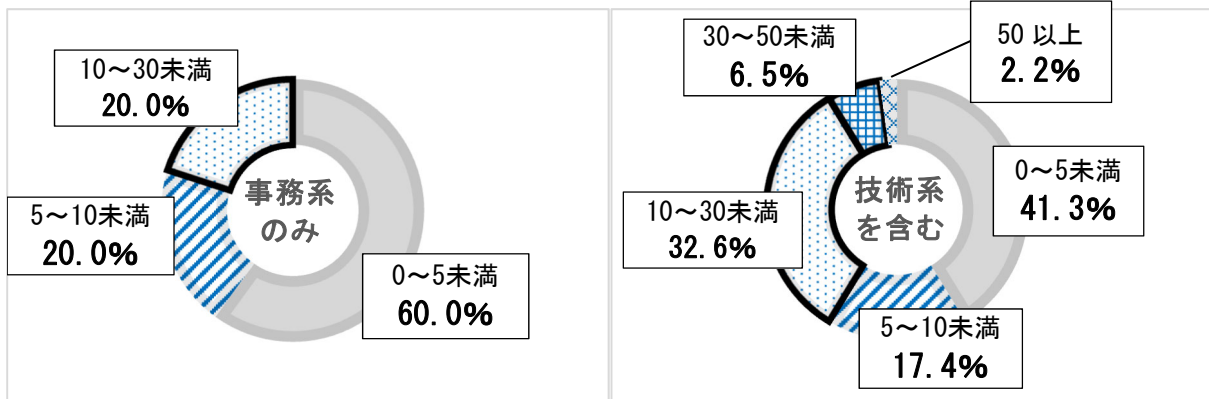 10～30未満
20.0%
5～10未満
20.0%
事務系
のみ
0～5未満
60.0%
30～50未満
6.5%
50 以上
2.2%
10～30未満
32.6%
技術系
を含む
0～5未満
41.3%
5～10未満
17.4%